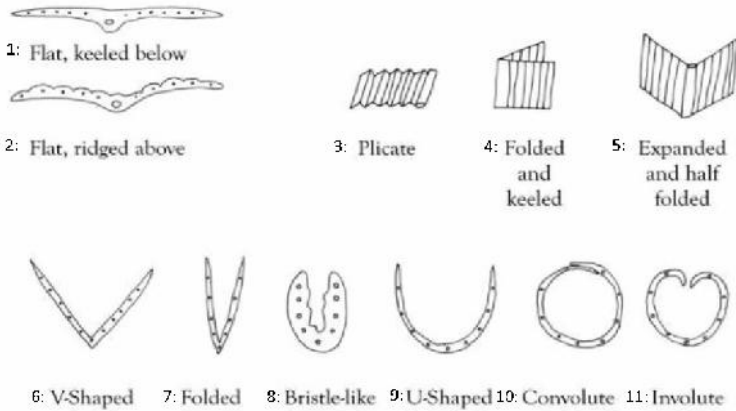 1: Flat, keeled below
2: Flat, ridged above
3: Plicate
4: Folded
and
keeled
5: Expanded
and half
folded
6: V-Shaped
7: Folded
8: Bristle-like
9: U-Shaped
10: Convolute
11: Involute